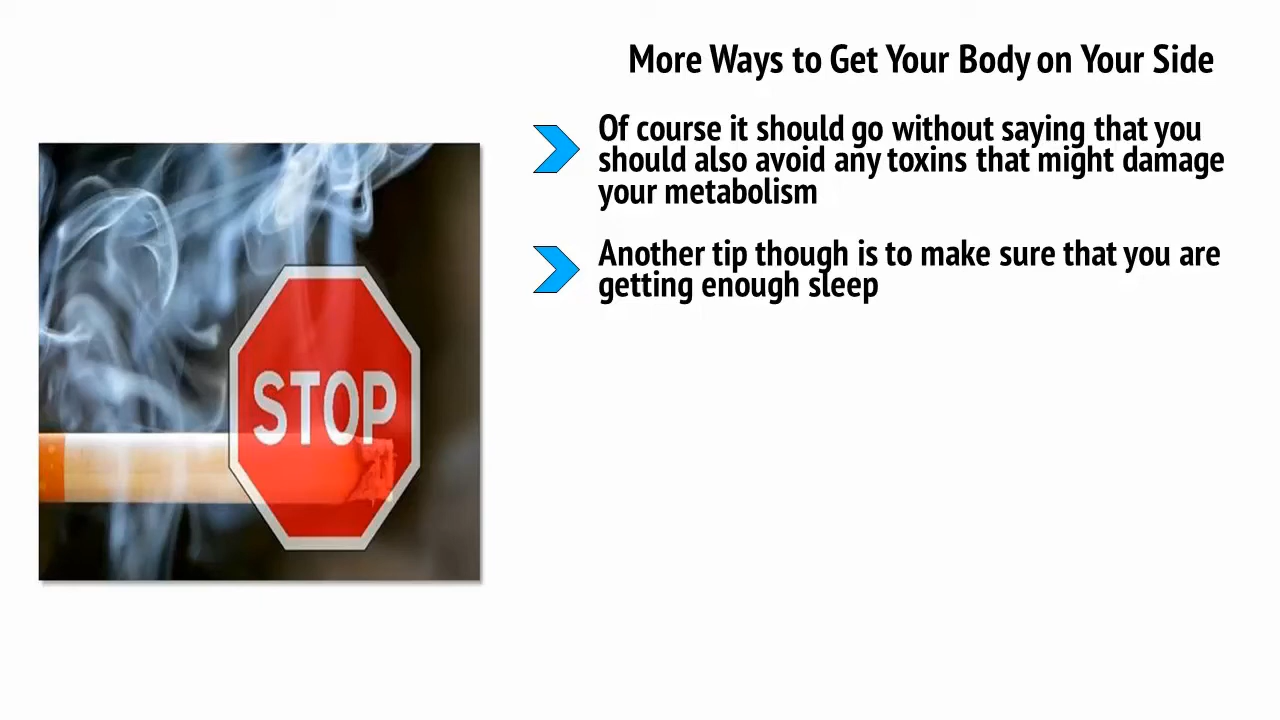 More Ways to Get Your Body on Your Side
Of course it should go without saying that you
should also avoid any toxins that might damage
your metabolism
Another tip though is to make sure that you are
getting enough sleep
STOP